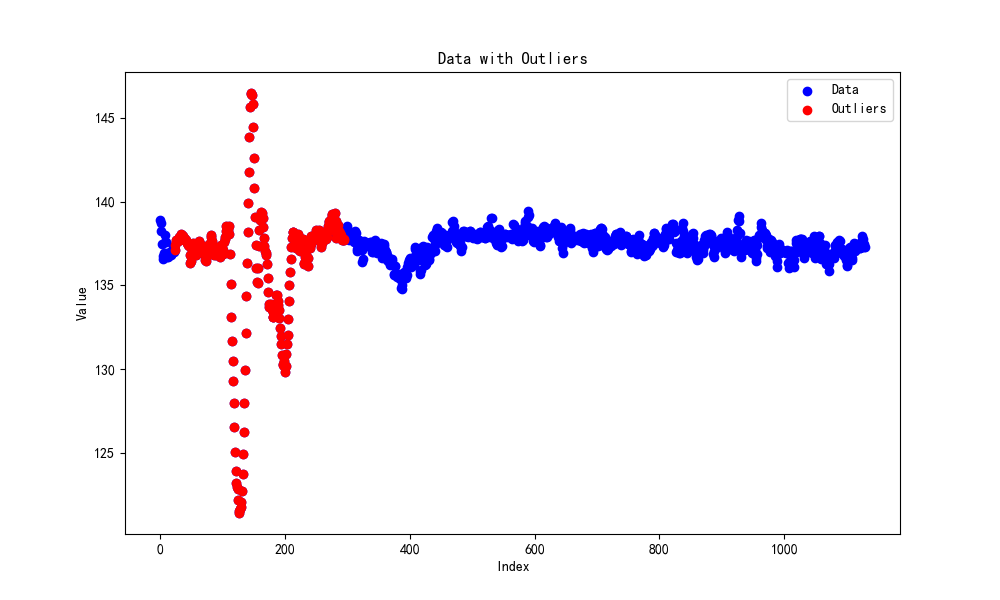 Data with Outliers
Data
Outliers
145
140
135
130
125
Value
0 200 400 600 800 1000
Index